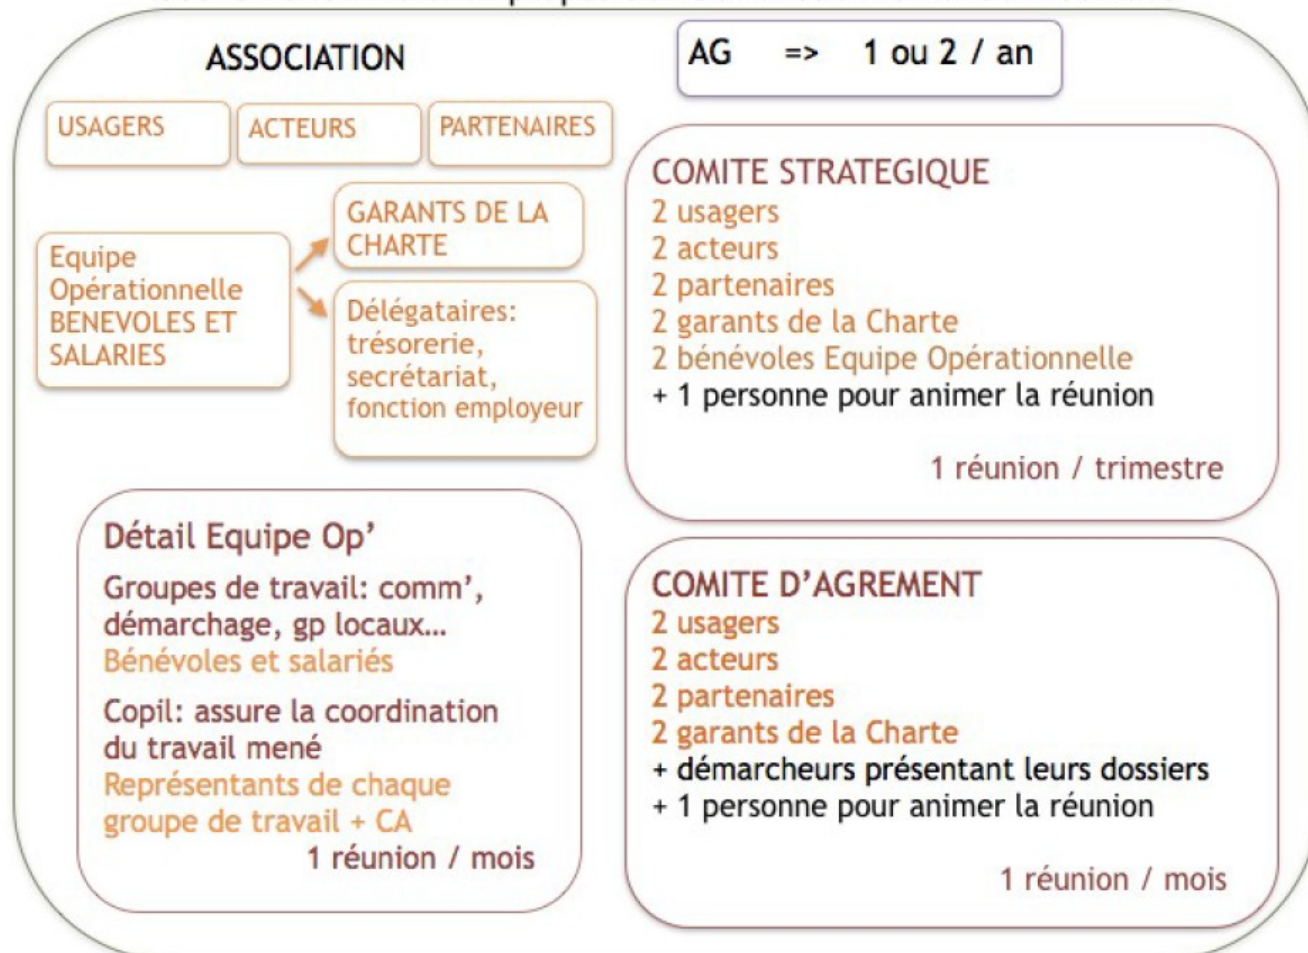 ASSOCIATION
AG => 1 ou 2 / an
USAGERS
ACTEURS
PARTENAIRES
GARANTS DE LA
CHARTE
Equipe
Opérationnelle
BENEVOLES ET
SALARIES
Délégataires:
trésorerie,
secrétariat,
fonction employeur
COMITE STRATEGIQUE
2 usagers
2 acteurs
2 partenaires
2 garants de la Charte
2 bénévoles Equipe Opérationnelle
+ 1 personne pour animer la réunion
1 réunion / trimestre
Détail Equipe Op’
Groupes de travail: comm’,
démarchage, gp locaux…
Bénévoles et salariés
Copil: assure la coordination
du travail mené
Représentants de chaque
groupe de travail + CA
1 réunion / mois
COMITE D’AGREMENT
2 usagers
2 acteurs
2 partenaires
2 garants de la Charte
+ démarcheurs présentant leurs dossiers
+ 1 personne pour animer la réunion
1 réunion / mois